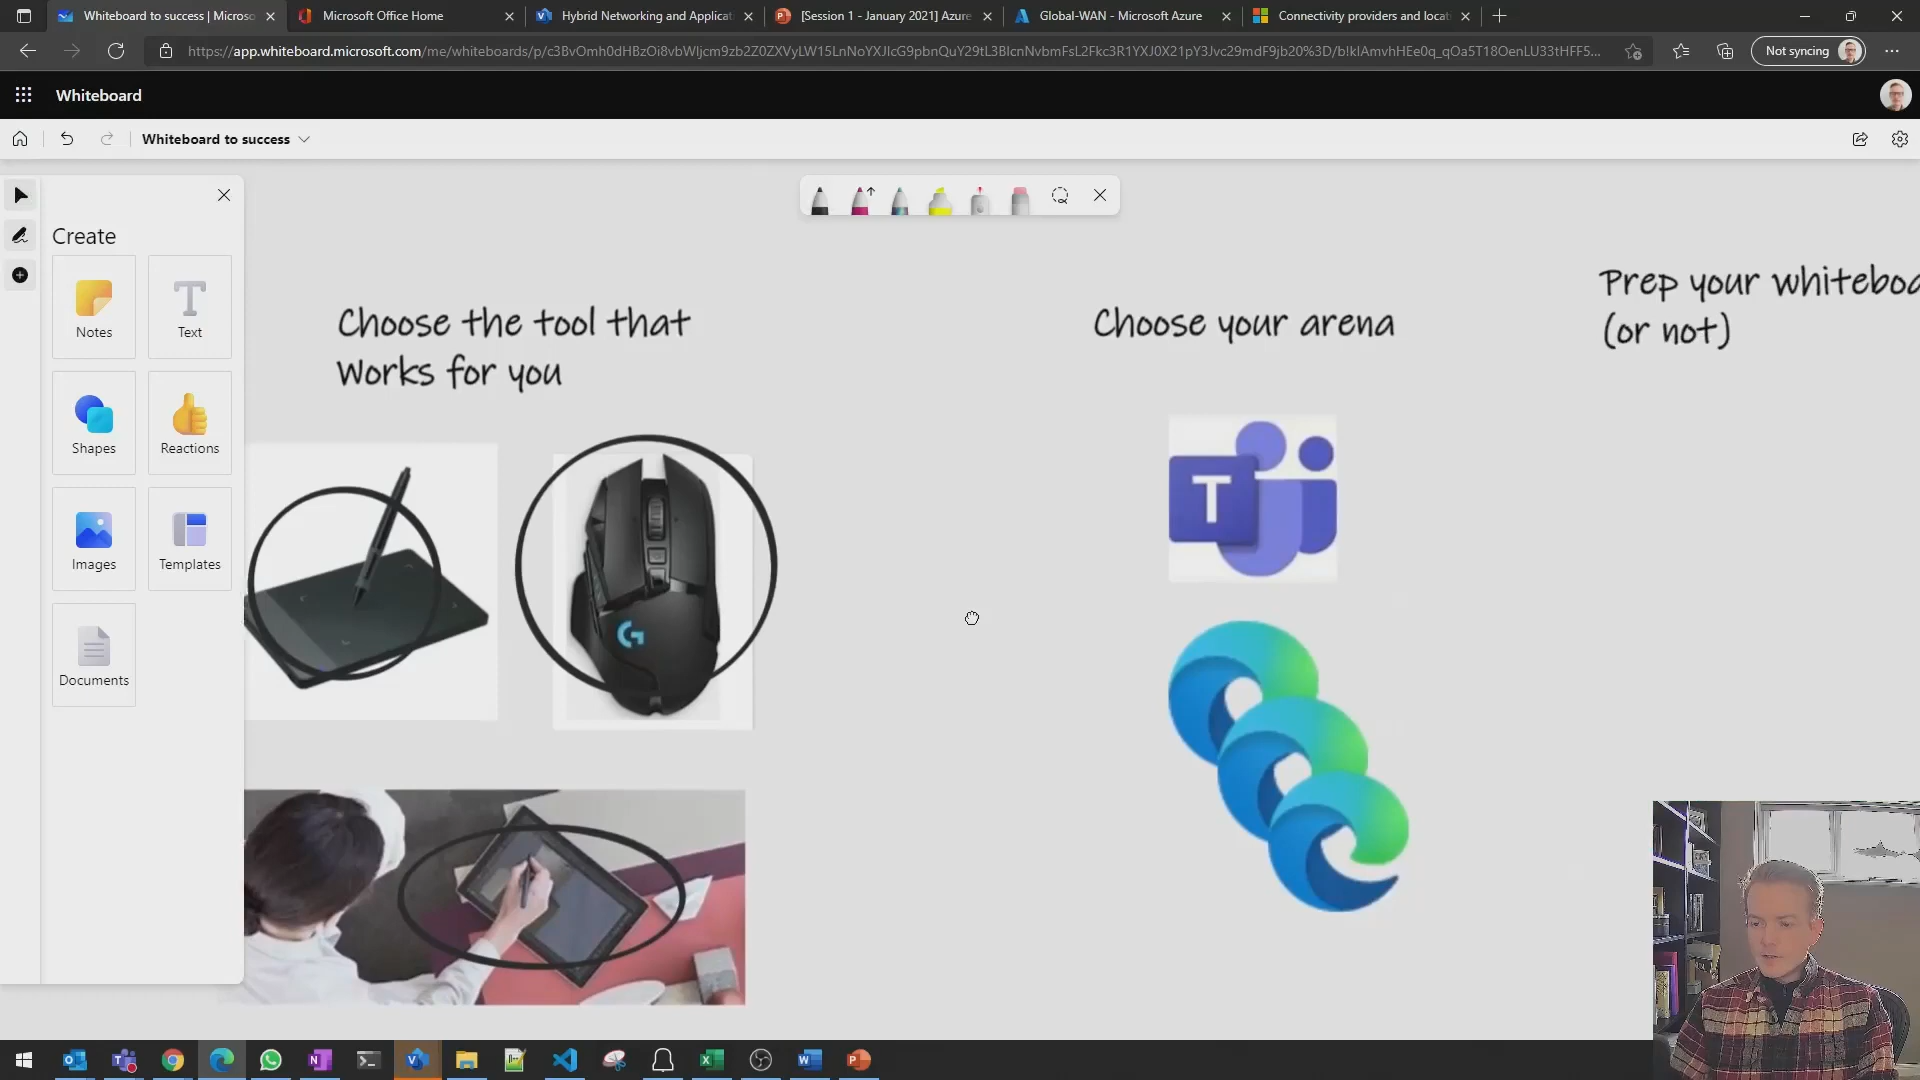 Whiteboard to success | Microso
Microsoft Office Home
Hybrid Networking and Applicat
[Session 1 - January 2021] Azure
Global-WAN - Microsoft Azure
Connectivity providers and locat
Not syncing
Whiteboard
Whiteboard to success
Create
Notes
Text
Shapes
Reactions
Images
Templates
Documents
Choose the tool that
Works for you
Choose your arena
Prep your whiteboa
(or not)
T
G